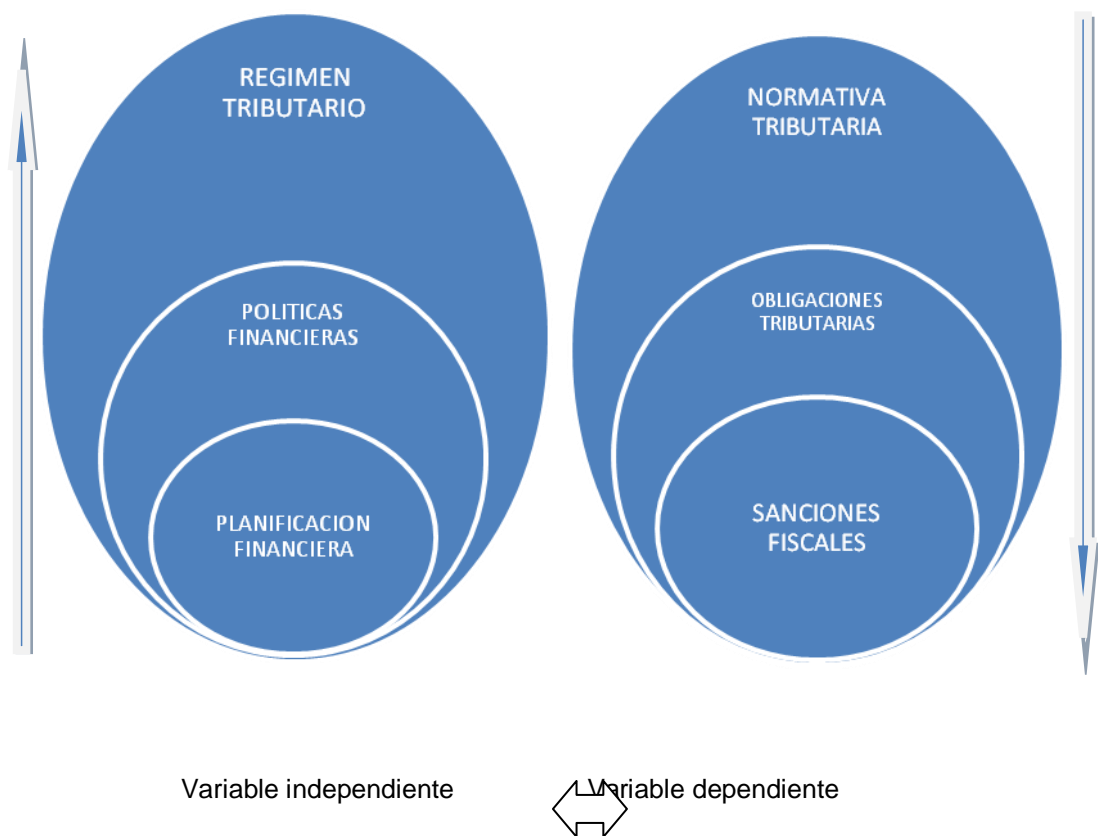 REGIMEN
TRIBUTARIO
POLITICAS
FINANCIERAS
PLANIFICACION
FINANCIERA
NORMATIVA
TRIBUTARIA
OBLIGACIONES
TRIBUTARIAS
SANCIONES
FISCALES
Variable independiente
Variable dependiente